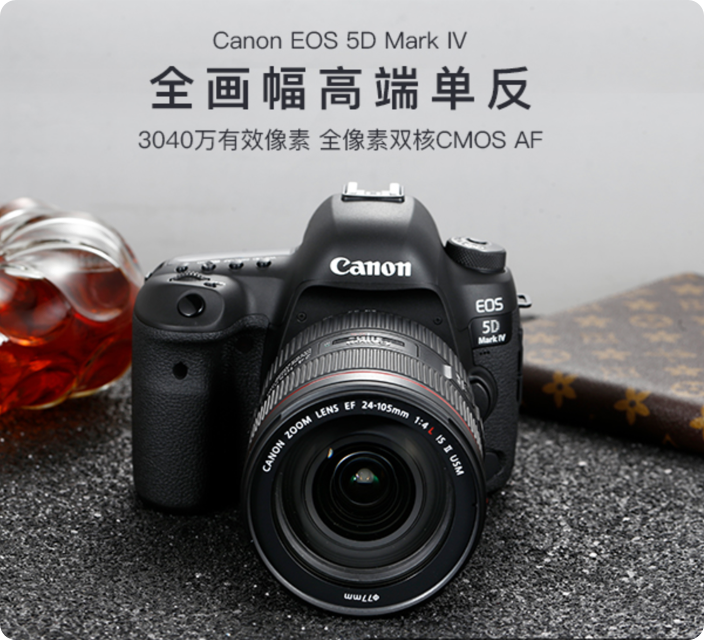 Canon EOS 5D Mark IV
全画幅高端单反
3040万有效像素 全像素双核CMOS AF
Canon
EOS
5D
Mark IV
CANON ZOOM LENS EF 24-105mm 1:4 L IS II USM
Φ77mm